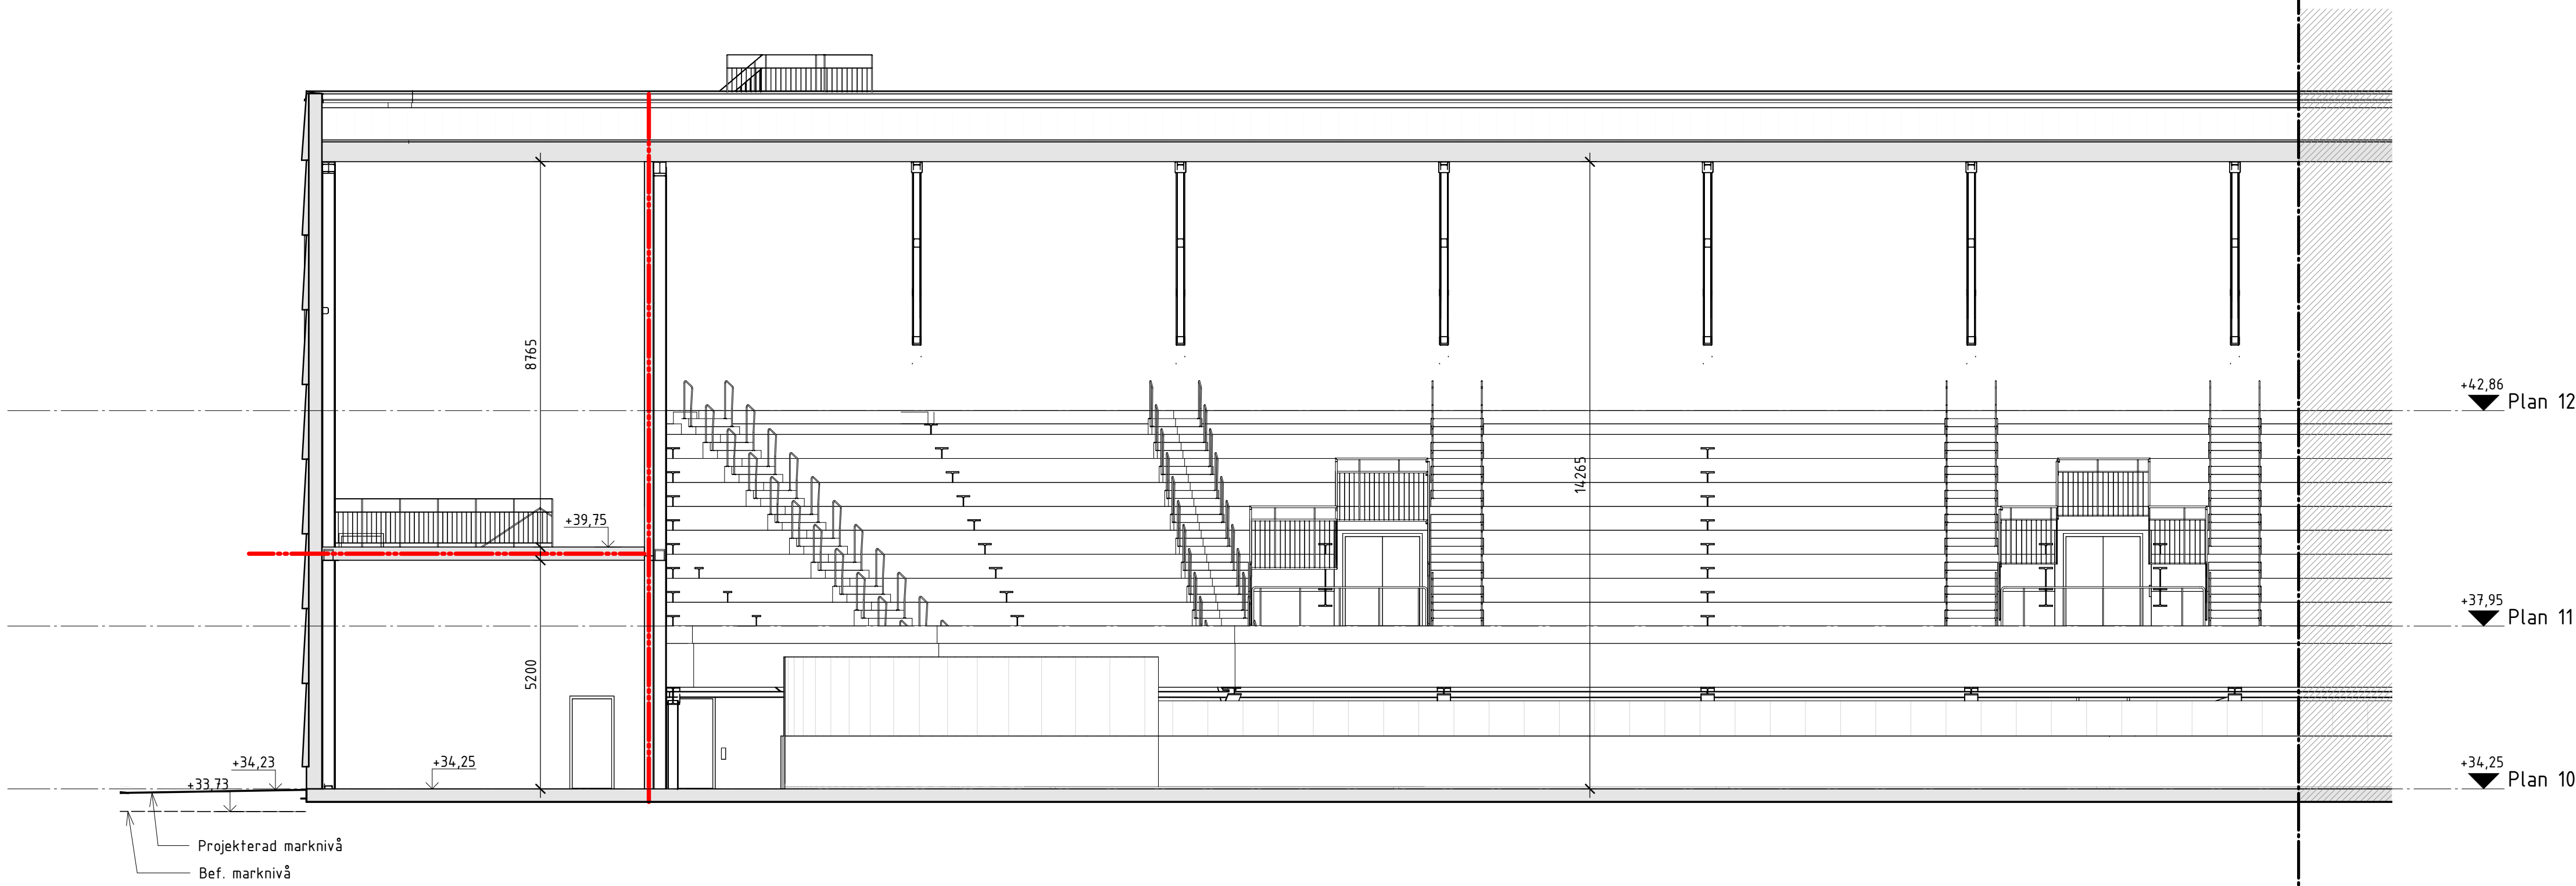 +42,86
Plan 12
8765
14265
+39,75
+37,95
Plan 11
5200
+34,23
+34,25
+33,73
+34,25
Plan 10
Projekterad marknivå
Bef. marknivå